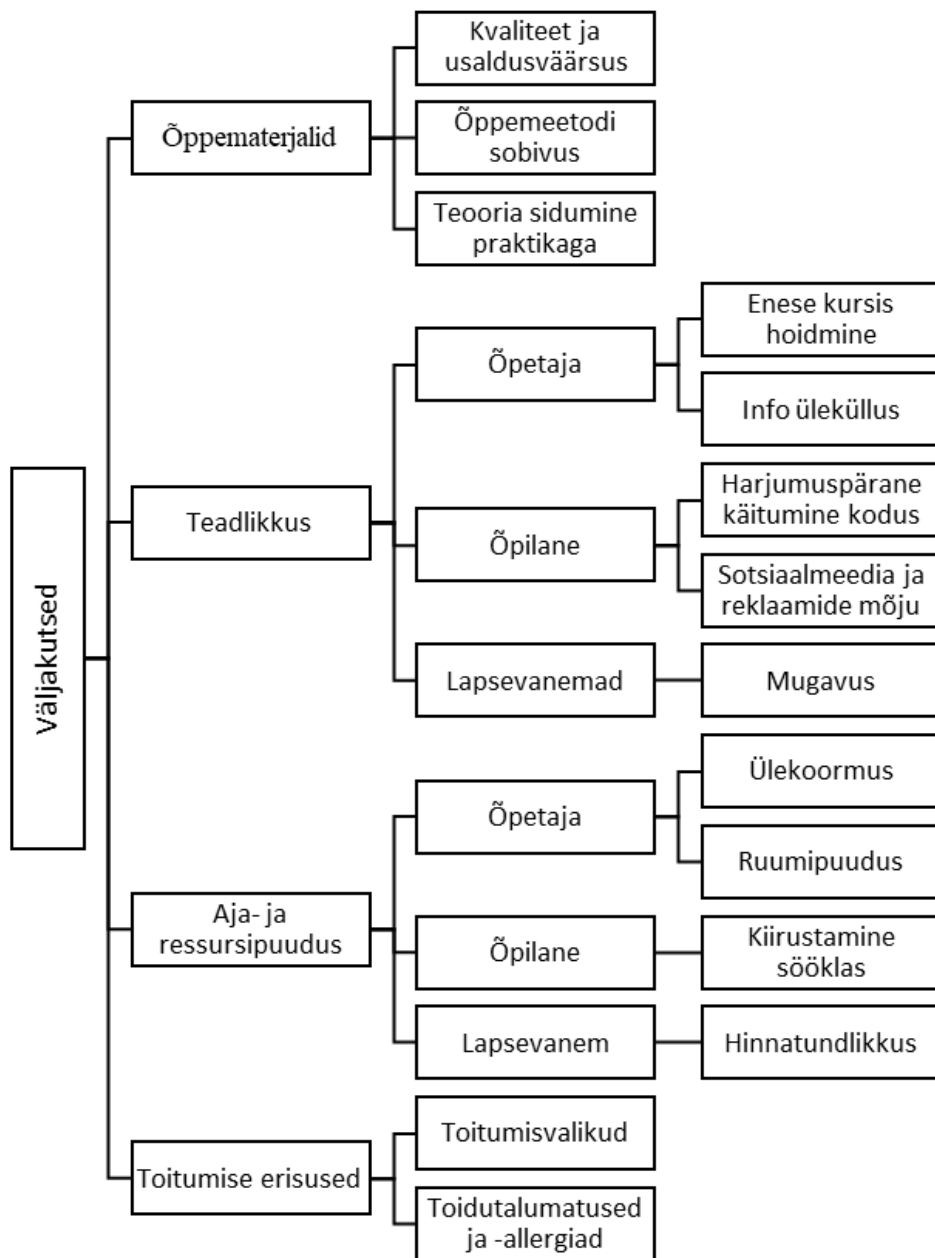 Väljakutsed
Õppematerjalid
Kvaliteet ja
usaldusväärsus
Õppemeetodi
sobivus
Teooria sidumine
praktikaga
Teadlikkus
Õpetaja
Enese kursis
hoidmine
Info üleküllus
Õpilane
Harjumuspärane
käitumine kodus
Sotsiaalmeedia ja
reklaamide mõju
Lapsevanemad
Mugavus
Aja- ja
ressursipuudus
Õpetaja
Ülekoormus
Ruumipuudus
Õpilane
Kiirustamine
sööklas
Lapsevanem
Hinnatundlikkus
Toitumise erisused
Toitumisvalikud
Toidutalumatused
ja -allergiad